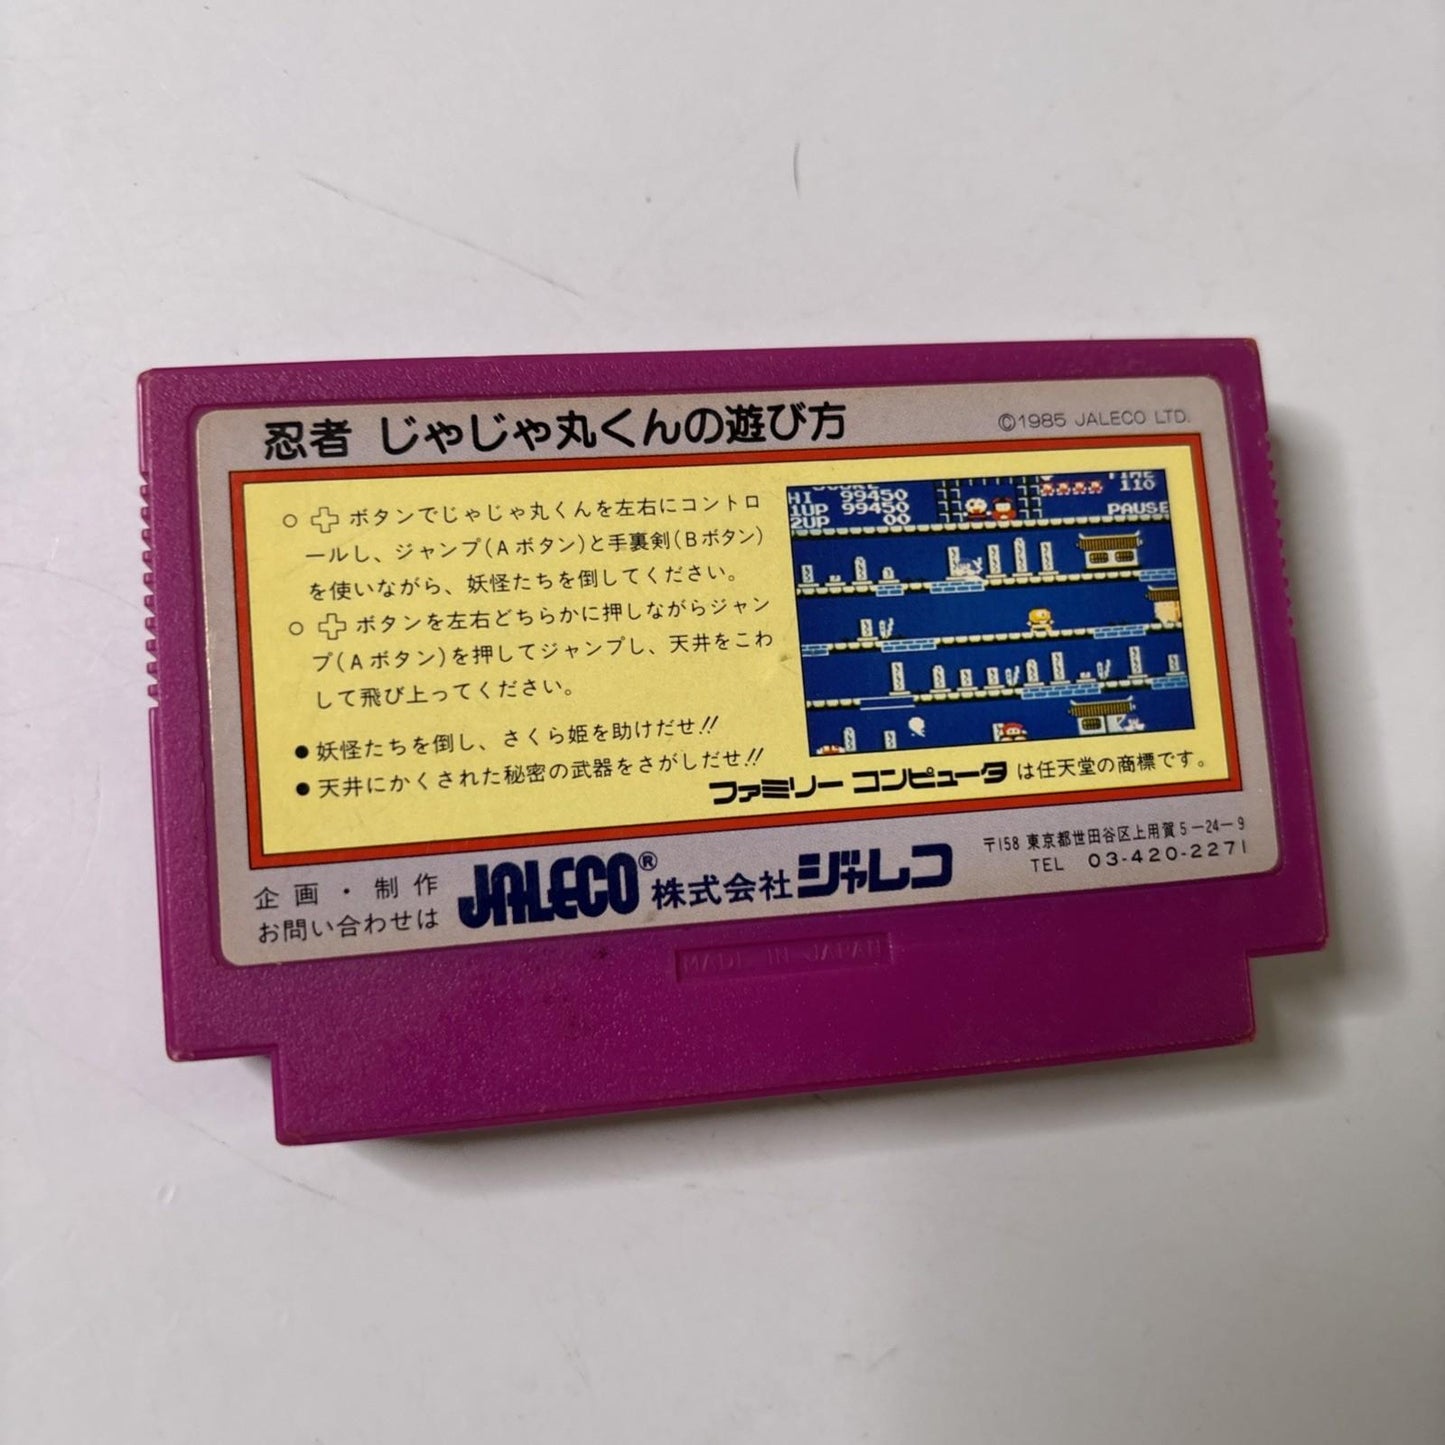 忍者 じゃじゃ丸くんの遊び方
©1985 JALECO LTD.
○ ボタンでじゃじゃ丸くんを左右にコントロ
ールし、ジャンプ(Aボタン)と手裏剣(Bボタン)
を使いながら、妖怪たちを倒してください。
○ ボタンを左右どちらかに押しながらジャン
プ(Aボタン)を押してジャンプし、天井をこわ
して飛び上ってください。
● 妖怪たちを倒し、さくら姫を助けだせ!!
● 天井にかくされた秘密の武器をさがしだせ!!
SCORE TIME
HI 99450 110
1UP 99450
2UP 00 PAUSE
ファミリー コンピュータ は任天堂の商標です。
企画・制作
お問い合わせは
JALECO® 株式会社ジャレコ
〒158 東京都世田谷区上用賀5-24-9
TEL 03-420-2271
MADE IN JAPAN